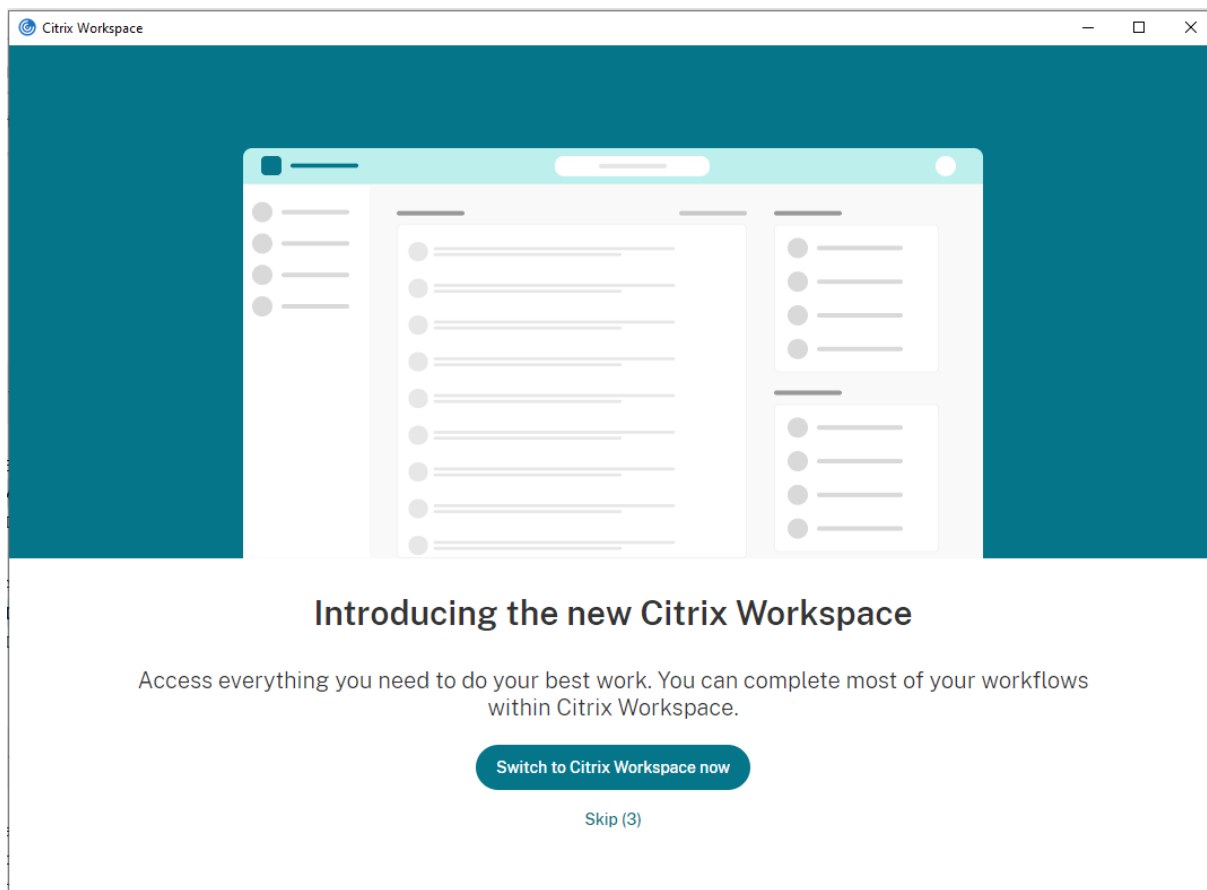 Citrix Workspace
Introducing the new Citrix Workspace
Access everything you need to do your best work. You can complete most of your workflows
within Citrix Workspace.
Switch to Citrix Workspace now
Skip (3)